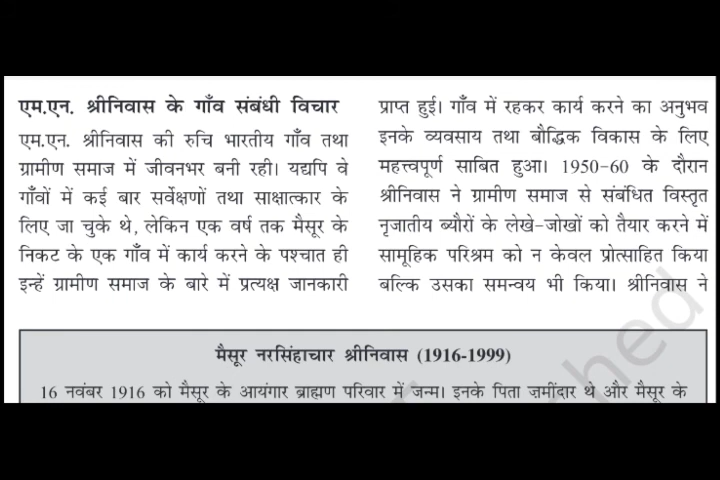 एम.एन. श्रीनिवास के गाँव संबंधी विचार
एम.एन. श्रीनिवास की रुचि भारतीय गाँव तथा
ग्रामीण समाज में जीवनभर बनी रही। यद्यपि वे
गाँवों में कई बार सर्वेक्षणों तथा साक्षात्कार के
लिए जा चुके थे, लेकिन एक वर्ष तक मैसूर के
निकट के एक गाँव में कार्य करने के पश्चात ही
इन्हें ग्रामीण समाज के बारे में प्रत्यक्ष जानकारी
प्राप्त हुई। गाँव में रहकर कार्य करने का अनुभव
इनके व्यवसाय तथा बौद्धिक विकास के लिए
महत्त्वपूर्ण साबित हुआ। 1950-60 के दौरान
श्रीनिवास ने ग्रामीण समाज से संबंधित विस्तृत
नृजातीय ब्यौरों के लेखे-जोखों को तैयार करने में
सामूहिक परिश्रम को न केवल प्रोत्साहित किया
बल्कि उसका समन्वय भी किया। श्रीनिवास ने
मैसूर नरसिंहाचार श्रीनिवास (1916-1999)
16 नवंबर 1916 को मैसूर के आयंगार ब्राह्मण परिवार में जन्म। इनके पिता ज़मींदार थे और मैसूर के